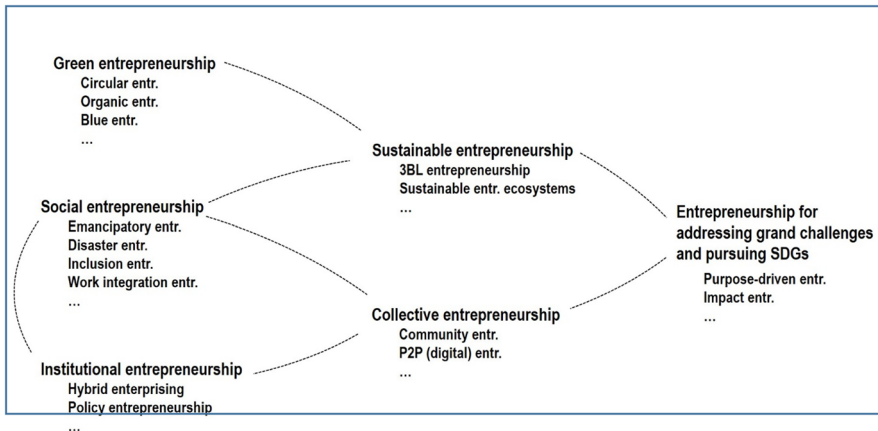 Green entrepreneurship
Circular entr.
Organic entr.
Blue entr.
…
Social entrepreneurship
Emancipatory entr.
Disaster entr.
Inclusion entr.
Work integration entr.
…
Institutional entrepreneurship
Hybrid enterprising
Policy entrepreneurship
…
Sustainable entrepreneurship
3BL entrepreneurship
Sustainable entr. ecosystems
…
Collective entrepreneurship
Community entr.
P2P (digital) entr.
…
Entrepreneurship for
addressing grand challenges
and pursuing SDGs
Purpose-driven entr.
Impact entr.
…